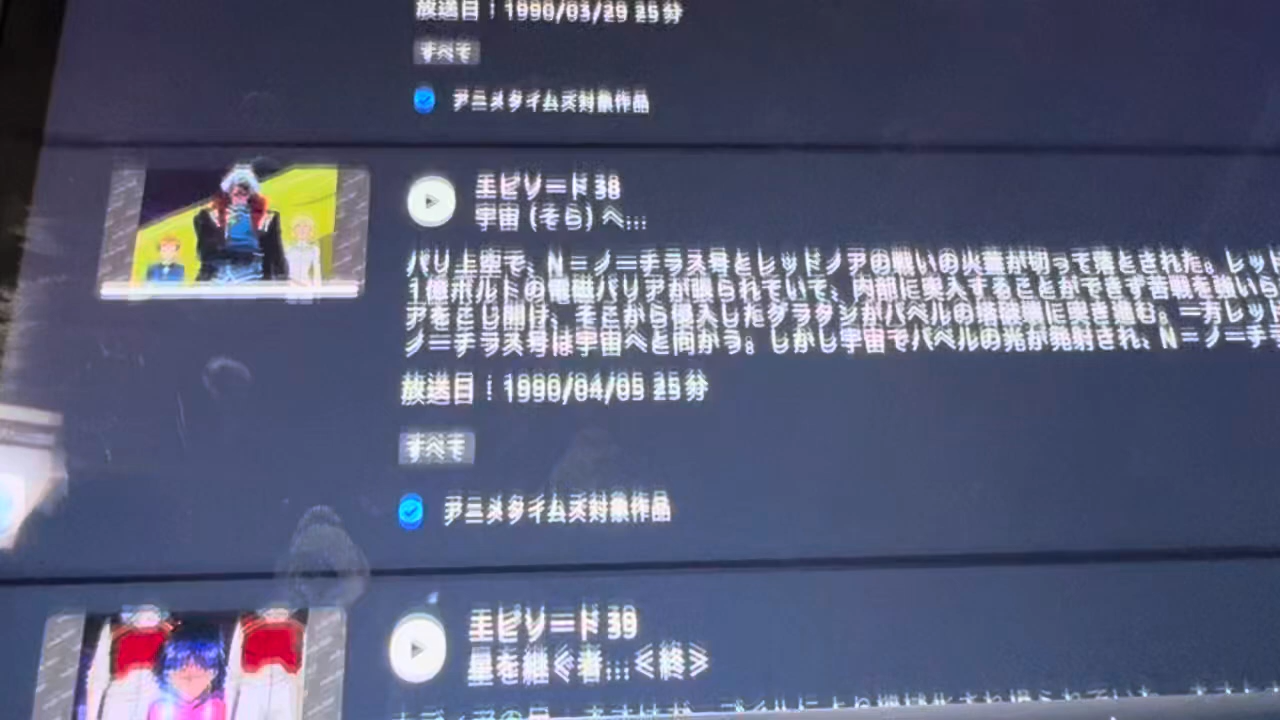 放送日：1990/03/29 25分
すべて
アニメタイムズ対象作品
エピソード 38
宇宙 (そら) へ…
パリ上空で、N＝ノーチラス号とレッドノアの戦いの火蓋が切って落とされた。レッド
1億ボルトの電磁バリアが張られていて、内部に突入することができず苦戦を強いら
アをこじ開け、そこから侵入したグラタンがバベルの塔破壊に突き進む。一方レット
ノーチラス号は宇宙へと向かう。しかし宇宙でバベルの光が発射され、N＝ノーチ
放送日：1990/04/05 25分
すべて
アニメタイムズ対象作品
エピソード 39
星を継ぐ者…≪終≫